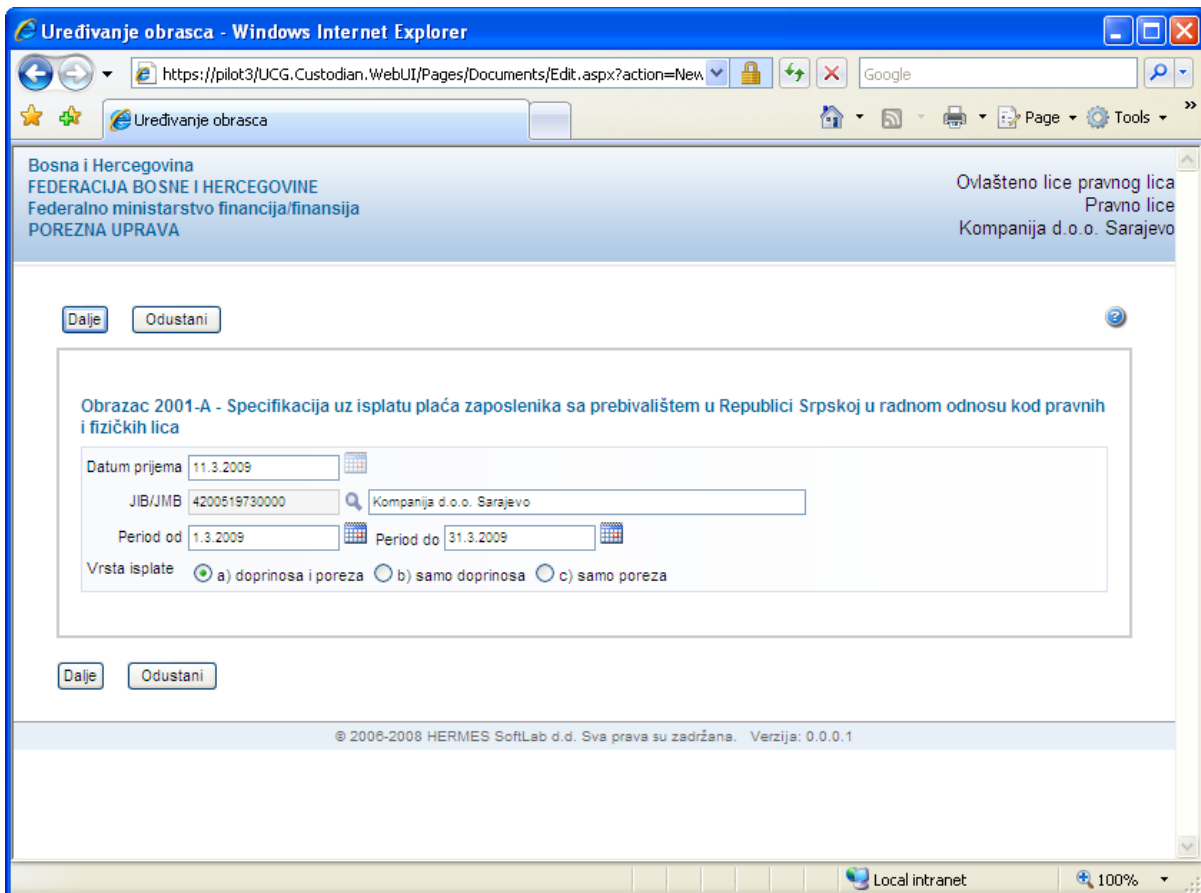 Uređivanje obrasca - Windows Internet Explorer
https://pilot3/UCG.Custodian.WebUI/Pages/Documents/Edit.aspx?action=New
Google
Uređivanje obrasca
Page
Tools
Bosna i Hercegovina
FEDERACIJA BOSNE I HERCEGOVINE
Federalno ministarstvo financija/finansija
POREZNA UPRAVA
Ovlašteno lice pravnog lica
Pravno lice
Kompanija d.o.o. Sarajevo
Dalje Odustani
Obrazac 2001-A - Specifikacija uz isplatu plaća zaposlenika sa prebivalištem u Republici Srpskoj u radnom odnosu kod pravnih
i fizičkih lica
Datum prijema 11.3.2009
JIB/JMB 4200519730000 Kompanija d.o.o. Sarajevo
Period od 1.3.2009 Period do 31.3.2009
Vrsta isplate a) doprinosa i poreza b) samo doprinosa c) samo poreza
Dalje Odustani
© 2006-2008 HERMES SoftLab d.d. Sva prava su zadržana. Verzija: 0.0.0.1
Local intranet 100%